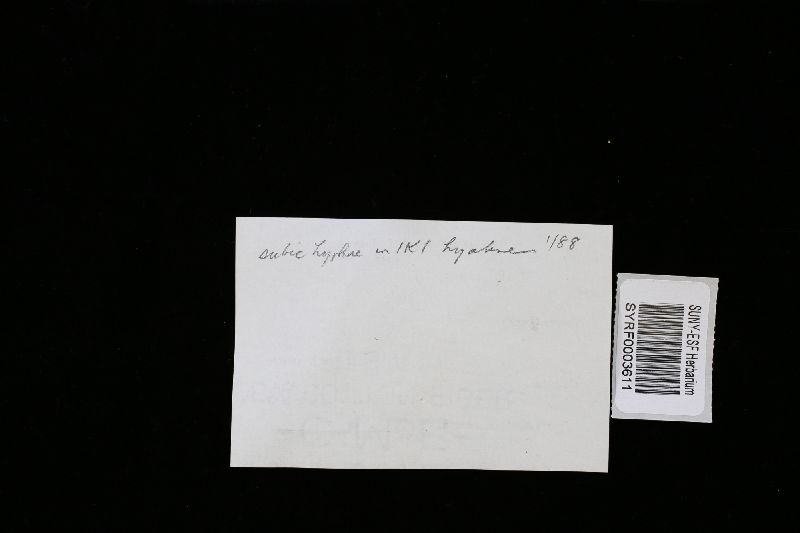 subic hyphae in IKI hyaline 1/88
SUNY-ESF Herbarium
SYRF0003611